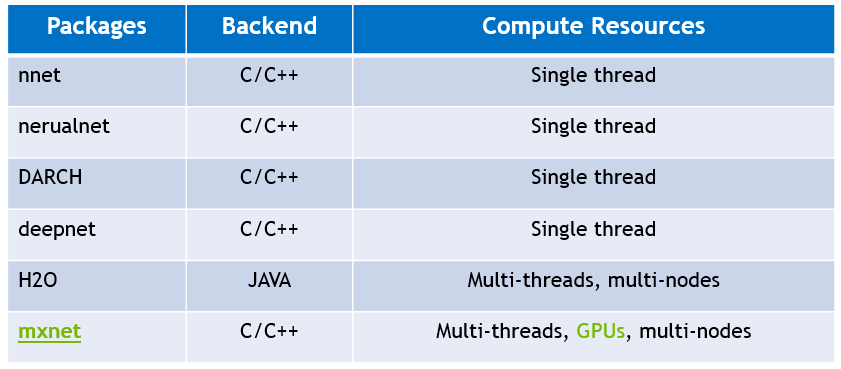 Packages Backend Compute Resources
nnet C/C++ Single thread
nerualnet C/C++ Single thread
DARCH C/C++ Single thread
deepnet C/C++ Single thread
H2O JAVA Multi-threads, multi-nodes
mxnet C/C++ Multi-threads, GPUs, multi-nodes